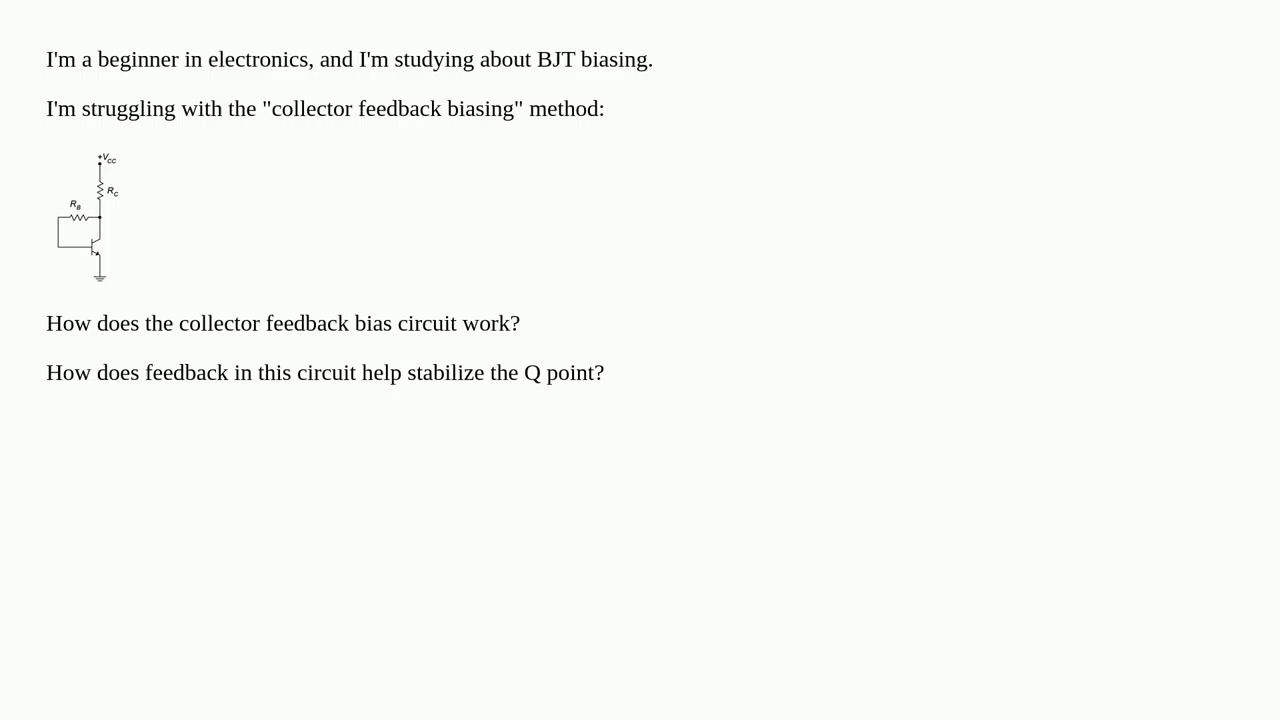 I'm a beginner in electronics, and I'm studying about BJT biasing.
I'm struggling with the "collector feedback biasing" method:
+VCC
RC
RB
How does the collector feedback bias circuit work?
How does feedback in this circuit help stabilize the Q point?